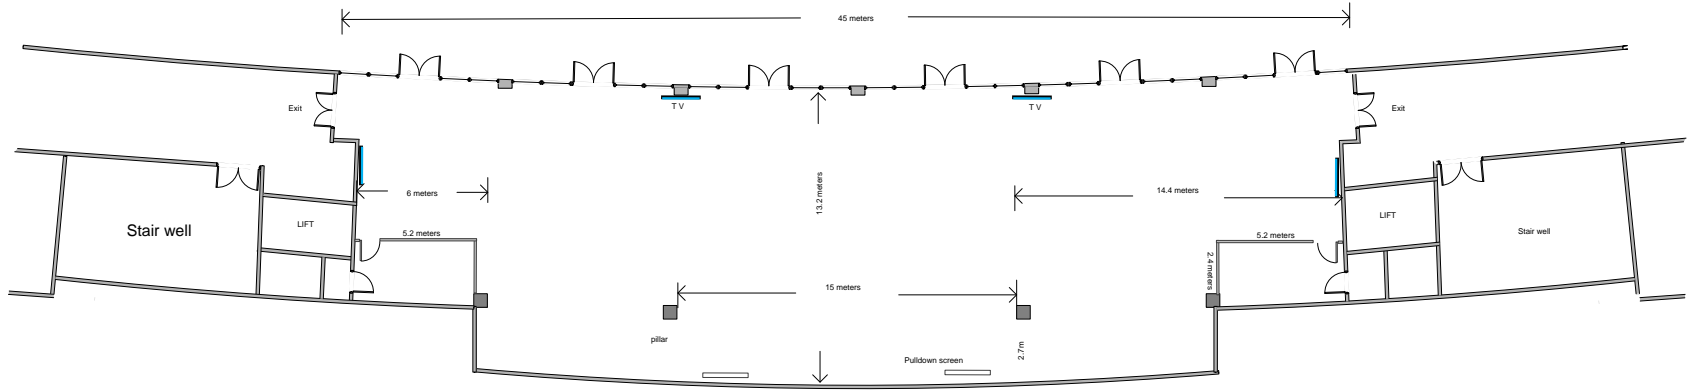 45 meters
T V
T V
Exit
Exit
6 meters
13.2 meters
14.4 meters
LIFT
LIFT
Stair well
Stair well
5.2 meters
5.2 meters
2.4 meters
15 meters
pillar
2.7m
Pulldown screen